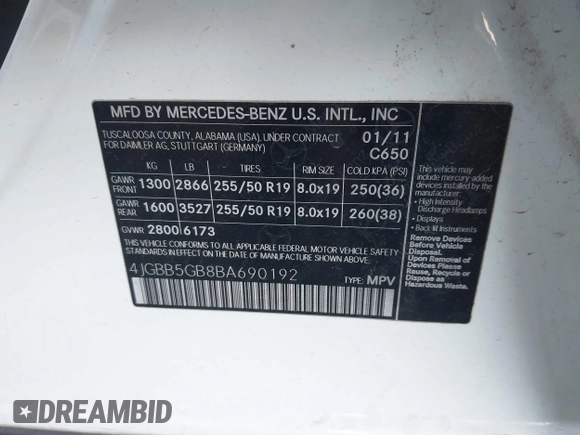 MFD BY MERCEDES-BENZ U.S. INTL., INC
TUSCALOOSA COUNTY, ALABAMA (USA), UNDER CONTRACT
FOR DAIMLER AG, STUTTGART (GERMANY)
01/11
C650
KG LB TIRES RIM SIZE COLD KPA (PSI)
GAWR FRONT 1300 2866 255/50 R19 8.0x19 250(36)
GAWR REAR 1600 3527 255/50 R19 8.0x19 260(38)
GVWR 2800 6173
THIS VEHICLE CONFORMS TO ALL APPLICABLE FEDERAL MOTOR
VEHICLE SAFETY STANDARDS IN EFFECT ON THE DATE OF
MANUFACTURE SHOWN ABOVE.
4JGBB5GB8BA690192
TYPE: MPV
This vehicle may include
mercury-added devices
installed by the
manufacturer:
• High Intensity
Discharge Headlamps
• Displays
• Back-lit Instruments
Remove Devices
Before Vehicle
Disposal.
Upon Removal of
Devices Please
Reuse, Recycle or
Dispose as
Hazardous Waste.
DREAMBID